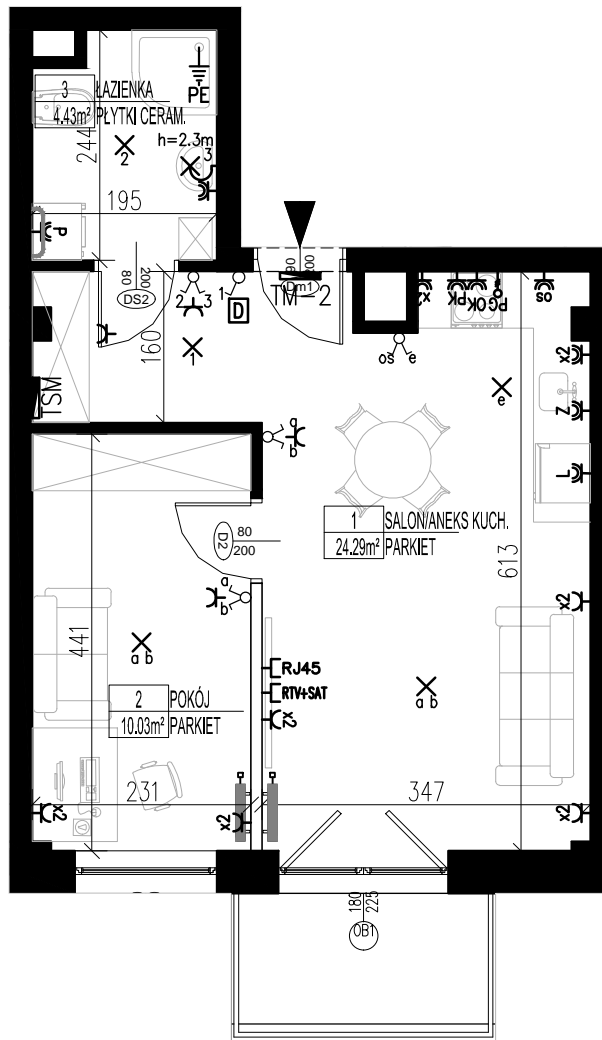 PE
3 ŁAZIENKA
4.43m² PŁYTKI CERAM.
h=2.3m
3
2
244
195
P
80
200
DS2
90
200
Dm1
TM-2
2 3
1
D
x2
PK
OK
PG
os
os e
x2
e
Z
L
160
1
TSM
a
b
80
200
D2
1 SALON/ANEKS KUCH.
24.29m² PARKIET
613
x2
a
b
441
a b
RJ45
RTV+SAT
x2
a b
2 POKÓJ
10.03m² PARKIET
231
347
x2
x2
x2
180
225
OB1